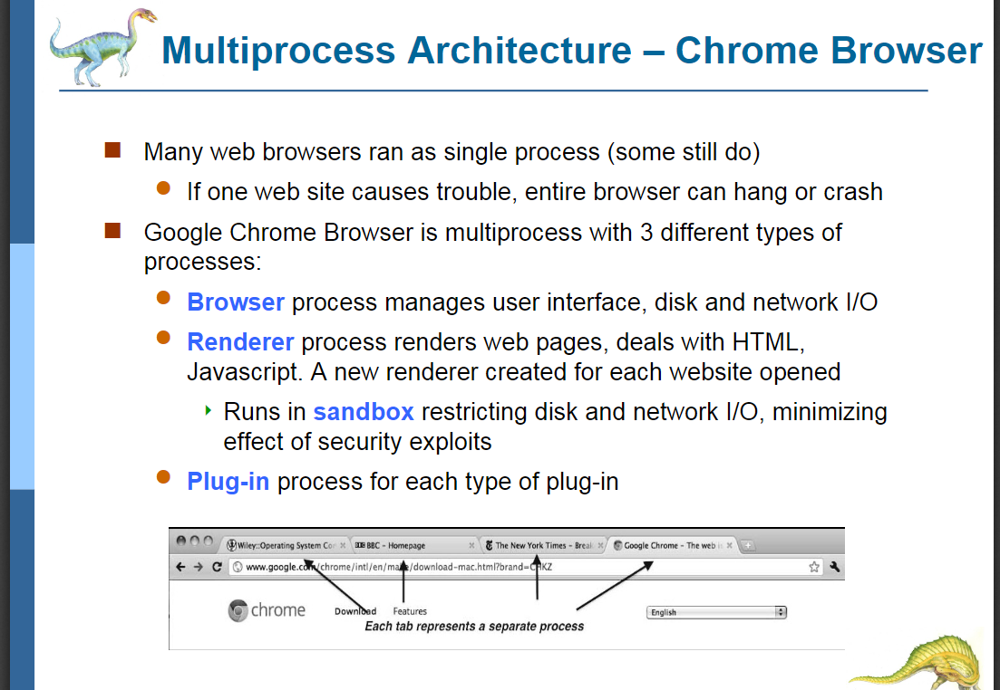 Multiprocess Architecture – Chrome Browser
Many web browsers ran as single process (some still do)
If one web site causes trouble, entire browser can hang or crash
Google Chrome Browser is multiprocess with 3 different types of
processes:
Browser process manages user interface, disk and network I/O
Renderer process renders web pages, deals with HTML,
Javascript. A new renderer created for each website opened
Runs in sandbox restricting disk and network I/O, minimizing
effect of security exploits
Plug-in process for each type of plug-in
Wiley::Operating System Co
BBC – Homepage
The New York Times – Break
Google Chrome – The web
www.google.com/chrome/intl/en/
/download-mac.html?brand=
chrome
Download
Features
English
Each tab represents a separate process